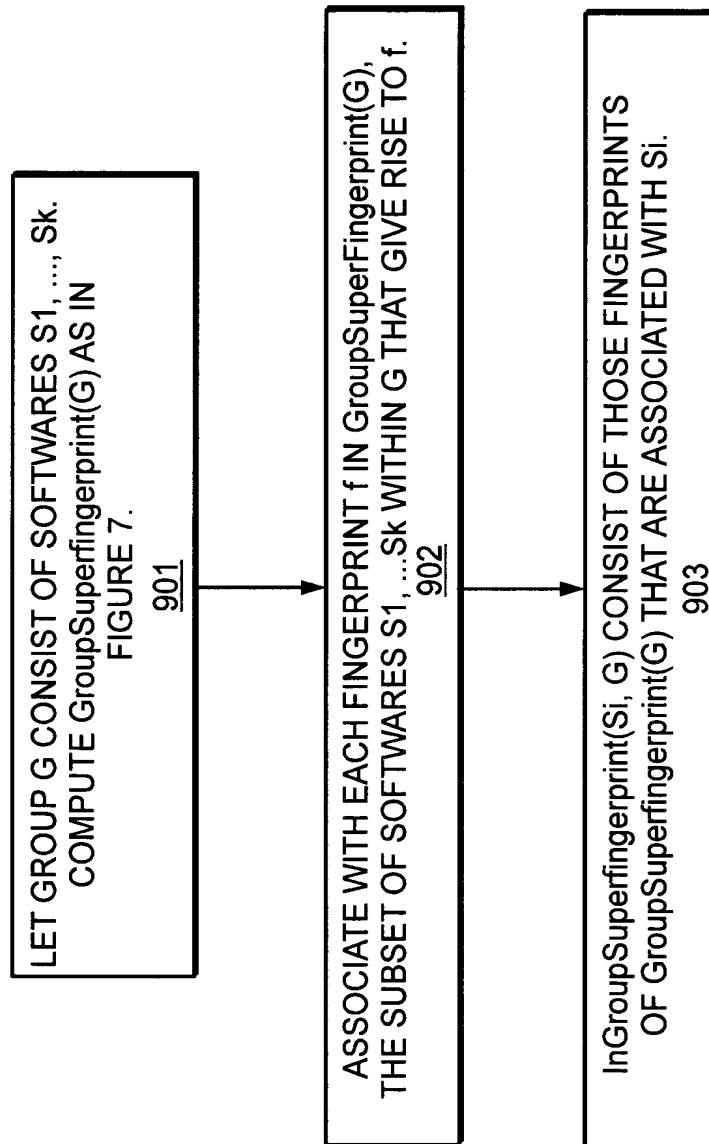 LET GROUP G CONSIST OF SOFTWARES S1, ..., Sk.
COMPUTE GroupSuperfingerprint(G) AS IN
FIGURE 7.
901
ASSOCIATE WITH EACH FINGERPRINT f IN GroupSuperFingerprint(G),
THE SUBSET OF SOFTWARES S1, ...Sk WITHIN G THAT GIVE RISE TO f.
902
InGroupSuperfingerprint(Si, G) CONSIST OF THOSE FINGERPRINTS
OF GroupSuperfingerprint(G) THAT ARE ASSOCIATED WITH Si.
903